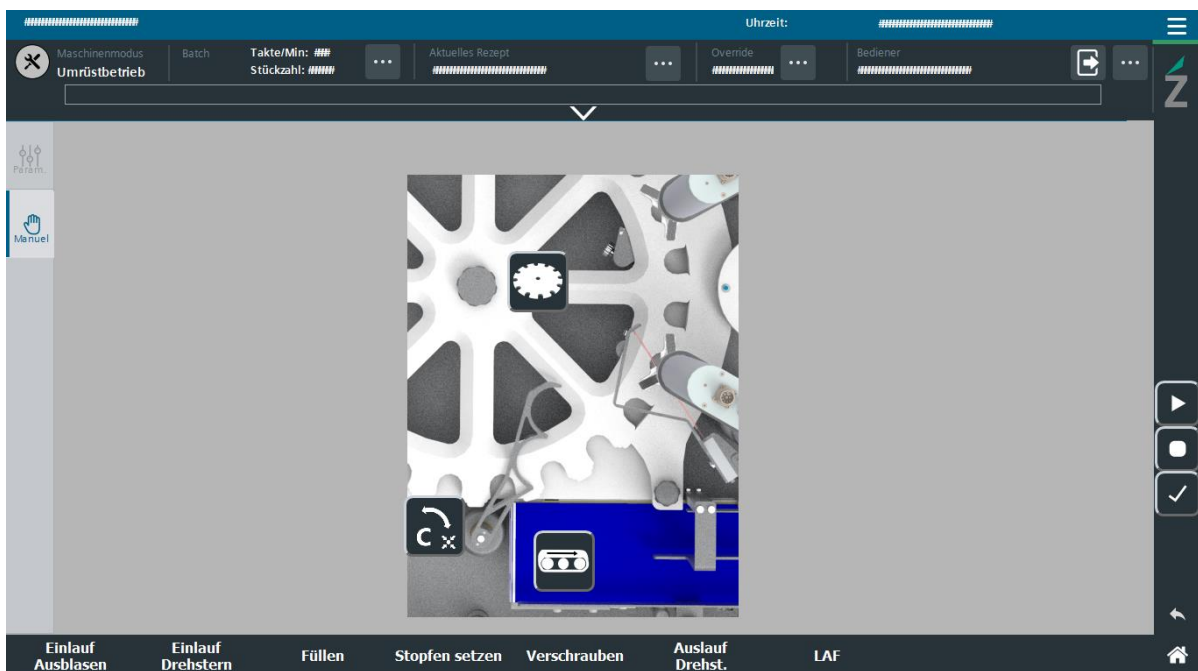 ##########################
Uhrzeit: ##########################
Maschinenmodus
Umrüstbetrieb
Batch
Takte/Min: ###
Stückzahl: ######
Aktuelles Rezept
##########################
Override
##############
Bediener
##########################
Z
Param.
Manuel
C
Einlauf
Ausblasen
Einlauf
Drehstern
Füllen
Stopfen setzen
Verschrauben
Auslauf
Drehst.
LAF